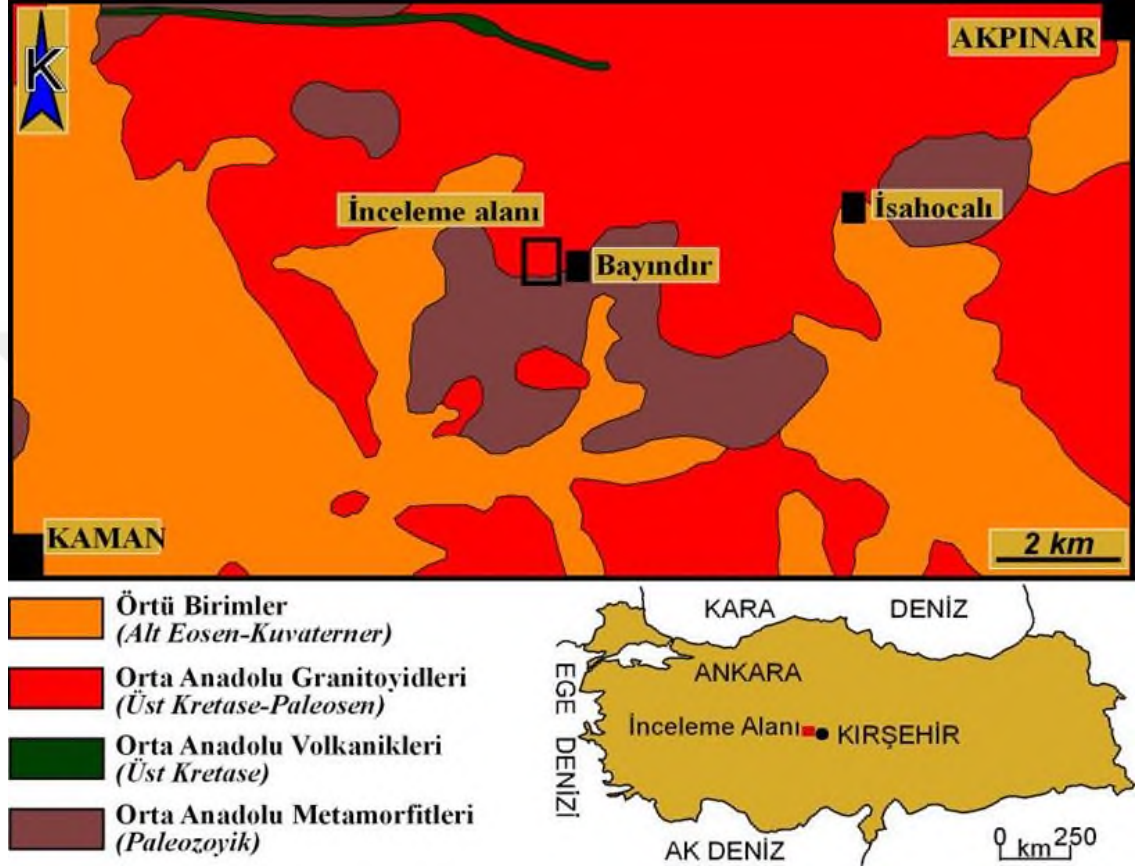 K
AKPINAR
İsahocalı
İnceleme alanı
Bayındır
KAMAN
2 km
Örtü Birimler
(Alt Eosen-Kuvaterner)
Orta Anadolu Granitoyidleri
(Üst Kretase-Paleosen)
Orta Anadolu Volkanikleri
(Üst Kretase)
Orta Anadolu Metamorfitleri
(Paleozoyik)
KARA DENİZ
EGE DENİZİ
ANKARA
İnceleme Alanı
KIRŞEHİR
AK DENİZ
0 km 250